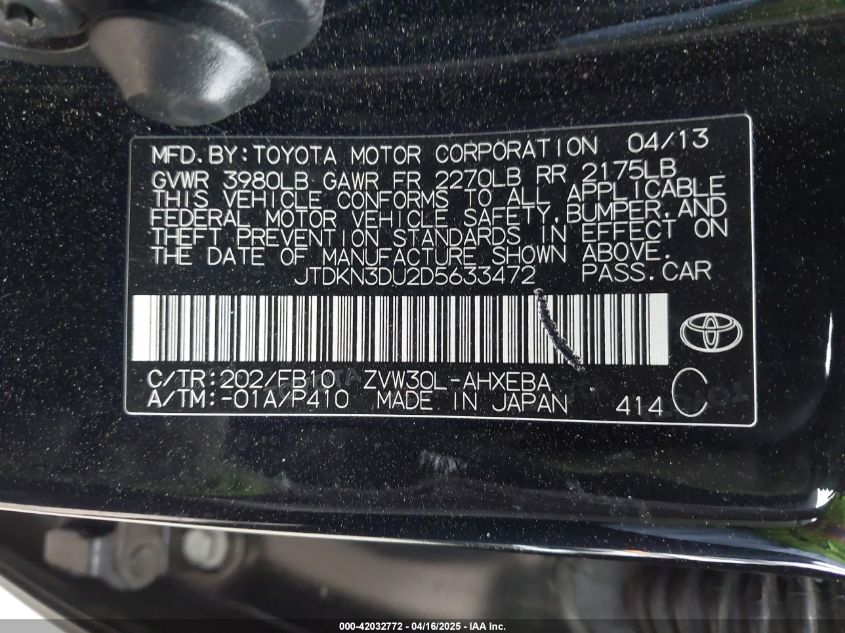 MFD. BY: TOYOTA MOTOR CORPORATION 04/13
GVWR 3980LB GAWR FR 2270LB RR 2175LB
THIS VEHICLE CONFORMS TO ALL APPLICABLE
FEDERAL MOTOR VEHICLE SAFETY, BUMPER, AND
THEFT PREVENTION STANDARDS IN EFFECT ON
THE DATE OF MANUFACTURE SHOWN ABOVE.
JTDKN3DU2D5633472 PASS. CAR
C/TR: 202/FB10 ZVW30L-AHXEBA
A/TM: -01A/P410 MADE IN JAPAN 414 C
000-42032772 - 04/16/2025 - IAA Inc.